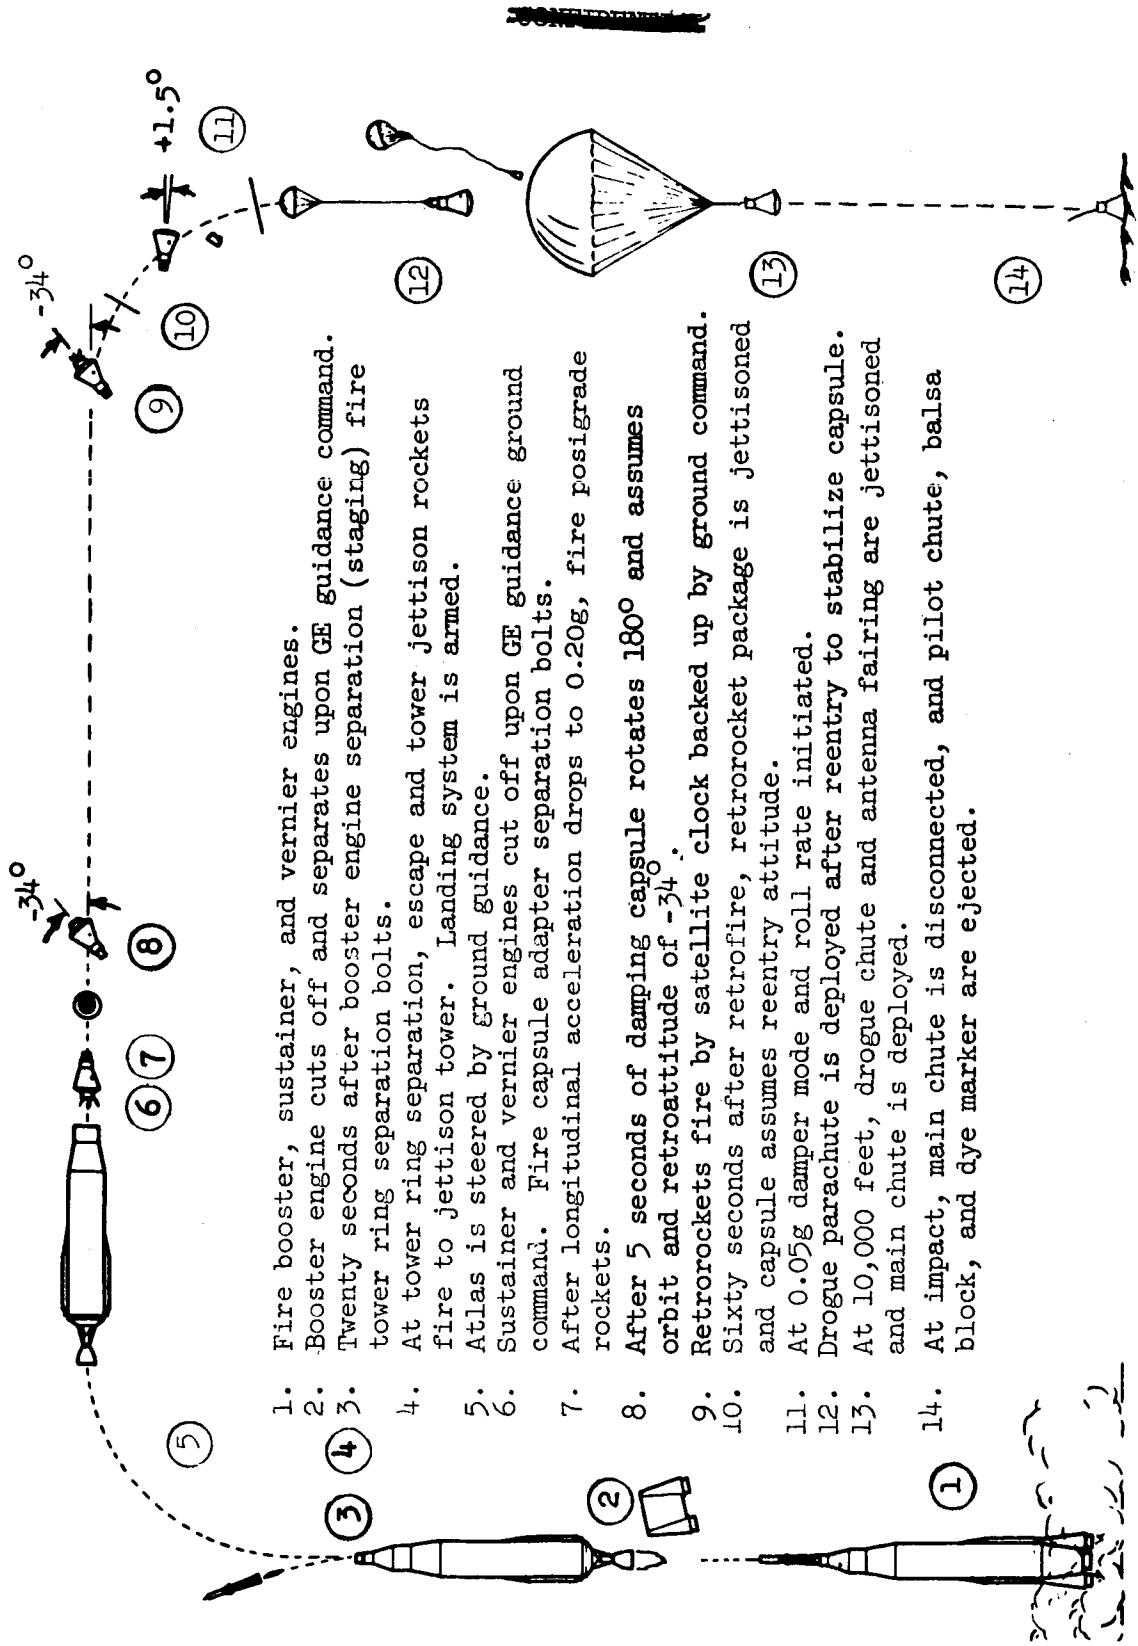 -34°
-34°
+1.5°
5
6
7
8
9
10
11
3
4
12
2
13
1
14
1. Fire booster, sustainer, and vernier engines.
2. Booster engine cuts off and separates upon GE guidance command.
3. Twenty seconds after booster engine separation (staging) fire
tower ring separation bolts.
4. At tower ring separation, escape and tower jettison rockets
fire to jettison tower. Landing system is armed.
5. Atlas is steered by ground guidance.
6. Sustainer and vernier engines cut off upon GE guidance ground
command. Fire capsule adapter separation bolts.
7. After longitudinal acceleration drops to 0.20g, fire posigrade
rockets.
8. After 5 seconds of damping capsule rotates 180° and assumes
orbit and retroattitude of -34°.
9. Retrorockets fire by satellite clock backed up by ground command.
10. Sixty seconds after retrofire, retrorocket package is jettisoned
and capsule assumes reentry attitude.
11. At 0.05g damper mode and roll rate initiated.
12. Drogue parachute is deployed after reentry to stabilize capsule.
13. At 10,000 feet, drogue chute and antenna fairing are jettisoned
and main chute is deployed.
14. At impact, main chute is disconnected, and pilot chute, balsa
block, and dye marker are ejected.